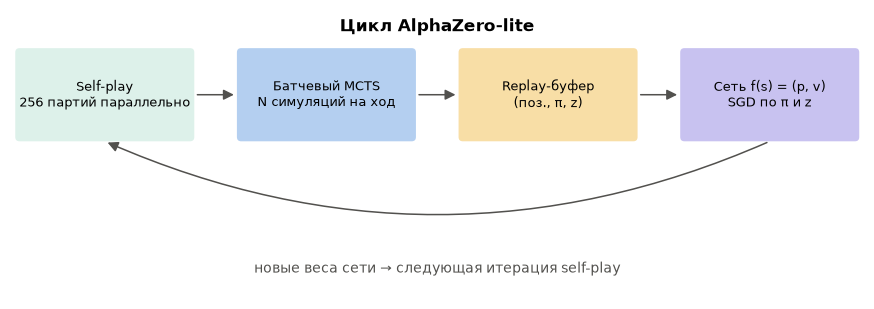 Цикл AlphaZero-lite
Self-play
256 партий параллельно
Батчевый MCTS
N симуляций на ход
Replay-буфер
(поз., π, z)
Сеть f(s) = (p, v)
SGD по π и z
новые веса сети → следующая итерация self-play